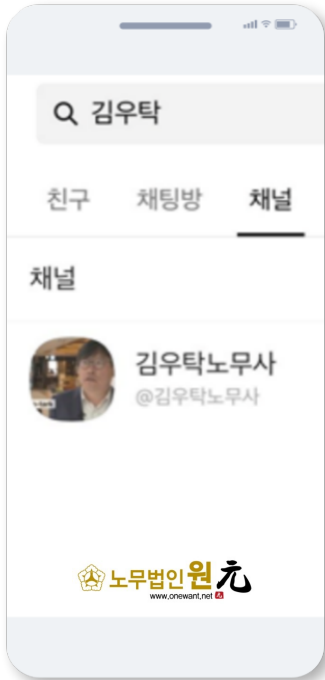 김우탁
친구 채팅방 채널
채널
김우탁노무사
@김우탁노무사
노무법인 원元
www.onewant.net